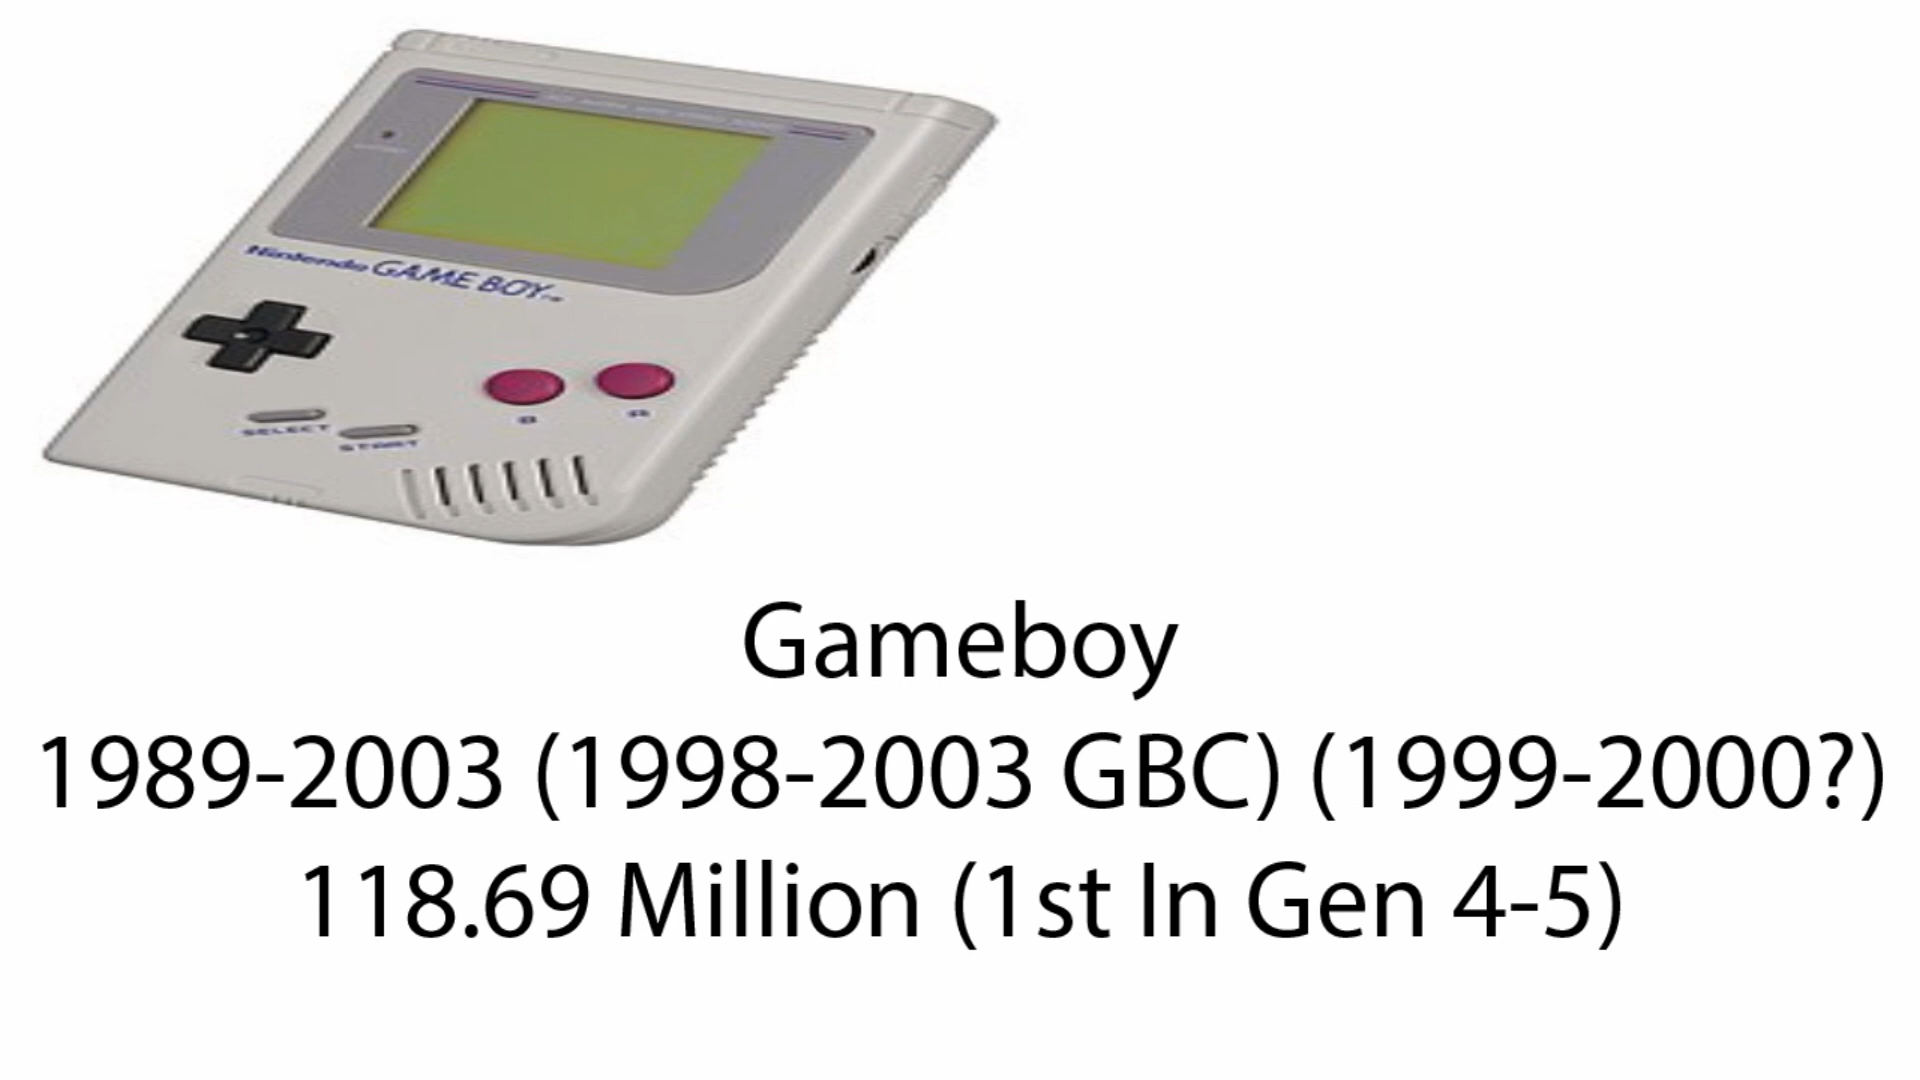 Nintendo GAME BOY TM
SELECT
START
B
A
Gameboy
1989-2003 (1998-2003 GBC) (1999-2000?)
118.69 Million (1st In Gen 4-5)